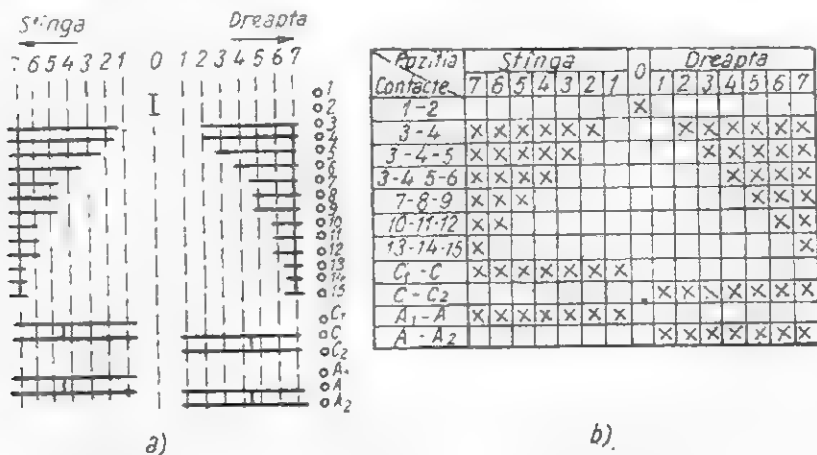 Stînga
Dreapta
7 6 5 4 3 2 1 0 1 2 3 4 5 6 7
1
2
3
4
5
6
7
8
9
10
11
12
13
14
15
C₁
C
C₂
A₁
A
A₂
a)
Poziția Stînga 0 Dreapta
Contacte 7 6 5 4 3 2 1 1 2 3 4 5 6 7
1-2 X
3-4 X X X X X X X X X X X X
3-4-5 X X X X X X X X X X
3-4 5-6 X X X X X X X X
7-8-9 X X X X X X
10-11-12 X X X X
13-14-15 X X
C₁-C X X X X X X X
C-C₂ X X X X X X X
A₁-A X X X X X X X
A-A₂ X X X X X X X
b).